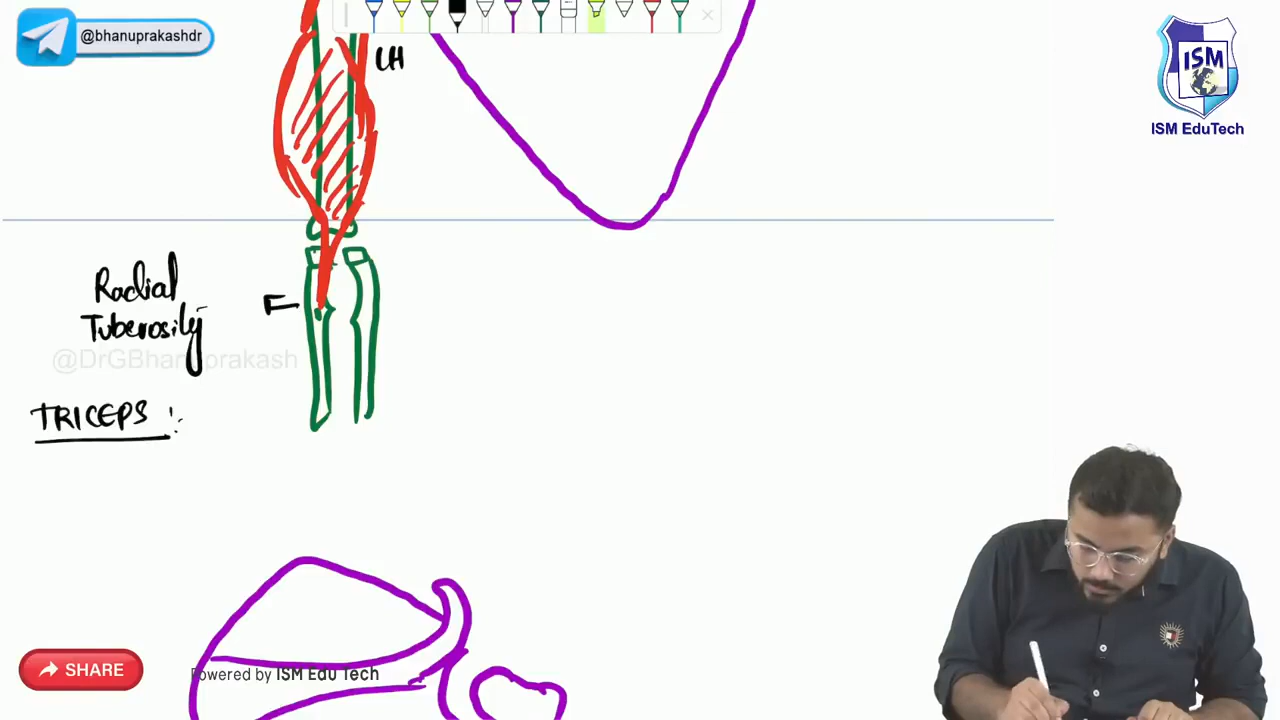 @bhanuprakashdr
LH
ISM
ISM EduTech
Radial
Tuberosity
@DrGBhanuprakash
TRICEPS :
SHARE
Powered by ISM Edu Tech